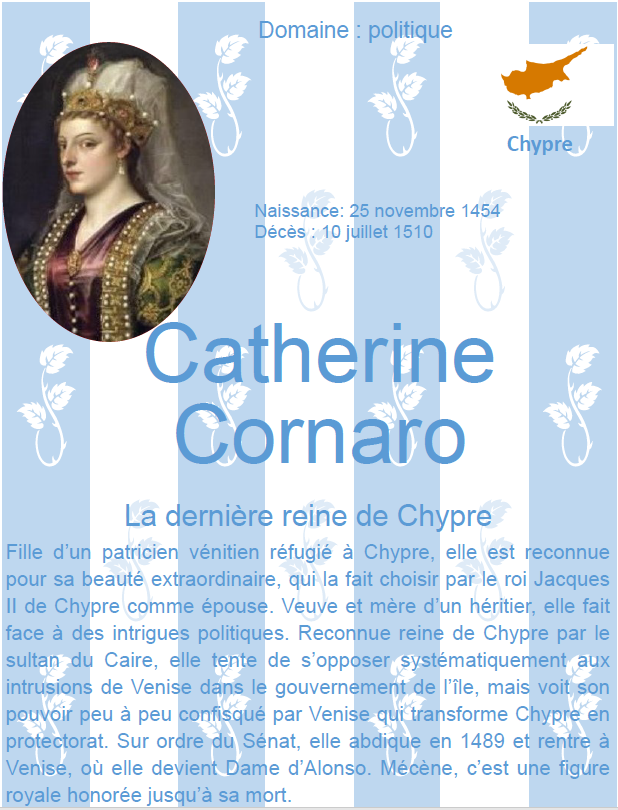 Domaine : politique
Chypre
Naissance: 25 novembre 1454
Décès : 10 juillet 1510
Catherine
Cornaro
La dernière reine de Chypre
Fille d’un patricien vénitien réfugié à Chypre, elle est reconnue
pour sa beauté extraordinaire, qui la fait choisir par le roi Jacques
II de Chypre comme épouse. Veuve et mère d’un héritier, elle fait
face à des intrigues politiques. Reconnue reine de Chypre par le
sultan du Caire, elle tente de s’opposer systématiquement aux
intrusions de Venise dans le gouvernement de l’île, mais voit son
pouvoir peu à peu confisqué par Venise qui transforme Chypre en
protectorat. Sur ordre du Sénat, elle abdique en 1489 et rentre à
Venise, où elle devient Dame d’Alonso. Mécène, c’est une figure
royale honorée jusqu’à sa mort.